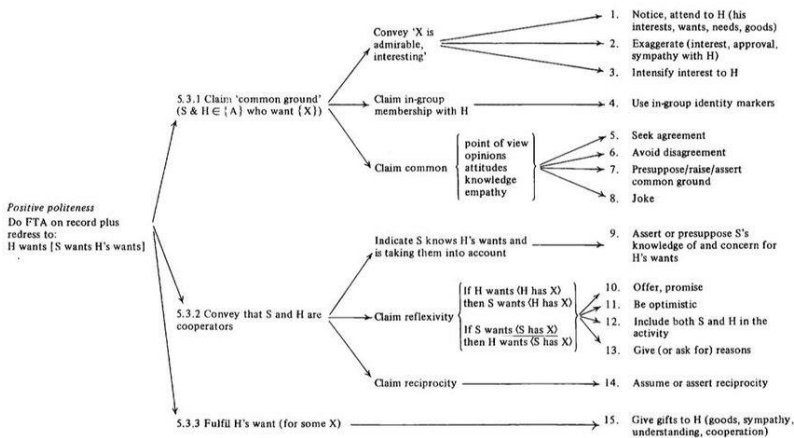 Positive politeness
Do FTA on record plus
redress to:
H wants [S wants H's wants]
5.3.1 Claim 'common ground'
(S & H ∈ {A} who want {X})
Convey 'X is
admirable,
interesting'
1. Notice, attend to H (his
interests, wants, needs, goods)
2. Exaggerate (interest, approval,
sympathy with H)
3. Intensify interest to H
Claim in-group
membership with H
4. Use in-group identity markers
Claim common
point of view
opinions
attitudes
knowledge
empathy
5. Seek agreement
6. Avoid disagreement
7. Presuppose/raise/assert
common ground
8. Joke
5.3.2 Convey that S and H are
cooperators
Indicate S knows H's wants and
is taking them into account
9. Assert or presuppose S's
knowledge of and concern for
H's wants
Claim reflexivity
If H wants (H has X)
then S wants (H has X)
If S wants (S has X)
then H wants (S has X)
10. Offer, promise
11. Be optimistic
12. Include both S and H in the
activity
13. Give (or ask for) reasons
Claim reciprocity
14. Assume or assert reciprocity
5.3.3 Fulfil H's want (for some X)
15. Give gifts to H (goods, sympathy,
understanding, cooperation)